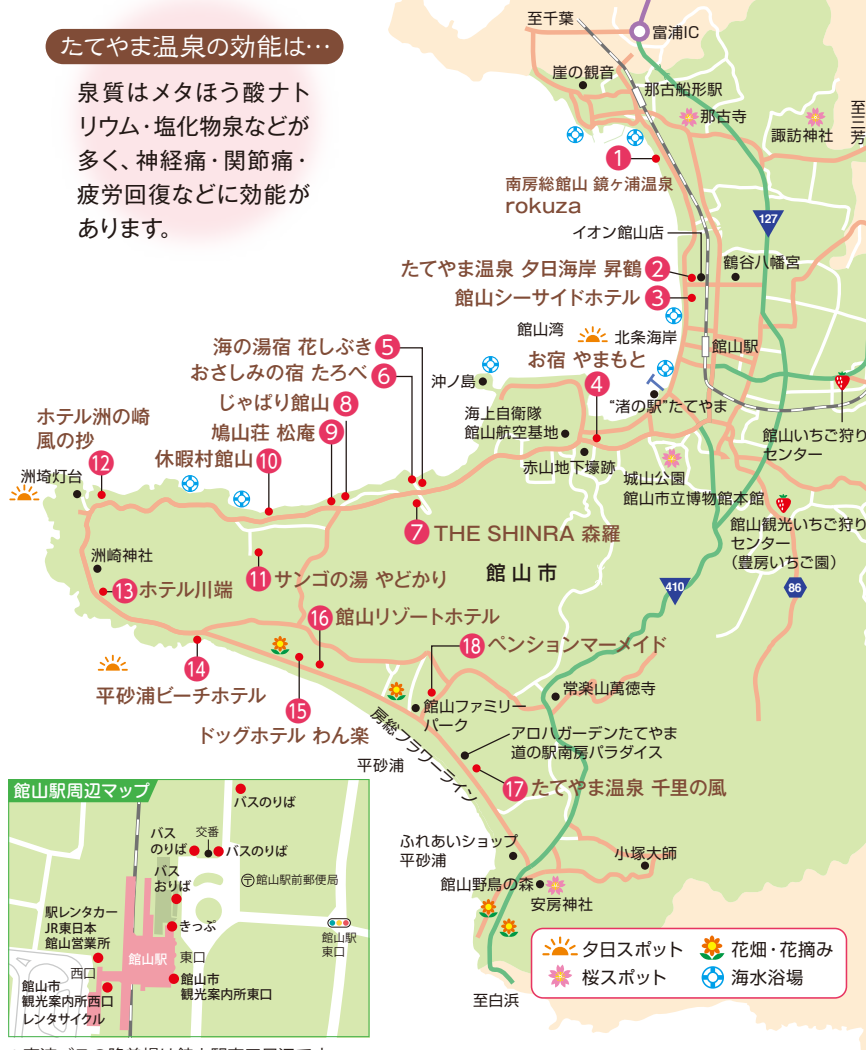 たてやま温泉の効能は…
泉質はメタほう酸ナト
リウム・塩化物泉などが
多く、神経痛・関節痛・
疲労回復などに効能が
あります。
至千葉
富浦IC
崖の観音
那古船形駅
那古寺
諏訪神社
至三芳
1
南房総館山 鏡ヶ浦温泉
rokuza
127
イオン館山店
たてやま温泉 夕日海岸 昇鶴 2
鶴谷八幡宮
館山シーサイドホテル 3
館山湾
北条海岸
館山駅
海の湯宿 花しぶき 5
お宿 やまもと
4
おさしみの宿 たろべ 6
沖ノ島
じゃばり館山 8
鳩山荘 松庵 9
休暇村館山 10
ホテル洲の崎
風の抄
12
洲埼灯台
海上自衛隊
館山航空基地
“渚の駅”たてやま
赤山地下壕跡
城山公園
館山市立博物館本館
館山いちご狩り
センター
館山観光いちご狩り
センター
（豊房いちご園）
7 THE SHINRA 森羅
館山市
洲崎神社
13 ホテル川端
11 サンゴの湯 やどかり
410
86
16 館山リゾートホテル
18 ペンションマーメイド
14
平砂浦ビーチホテル
15
ドッグホテル わん楽
館山ファミリー
パーク
常楽山萬徳寺
房総フラワーライン
アロハガーデンたてやま
道の駅南房パラダイス
平砂浦
17 たてやま温泉 千里の風
ふれあいショップ
平砂浦
小塚大師
館山野鳥の森
安房神社
至白浜
夕日スポット
花畑・花摘み
桜スポット
海水浴場
館山駅周辺マップ
バスのりば
バス
のりば
交番
バスのりば
バス
おりば
〒館山駅前郵便局
駅レンタカー
JR東日本
館山営業所
きっぷ
館山駅
東口
館山駅
東口
西口
館山市
観光案内所西口
レンタサイクル
館山市
観光案内所東口